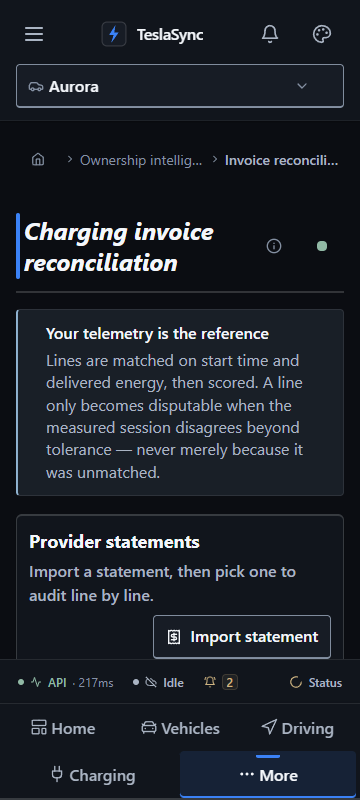 TeslaSync
Aurora
Ownership intellig... Invoice reconcili...
Charging invoice
reconciliation
Your telemetry is the reference
Lines are matched on start time and
delivered energy, then scored. A line
only becomes disputable when the
measured session disagrees beyond
tolerance — never merely because it
was unmatched.
Provider statements
Import a statement, then pick one to
audit line by line.
Import statement
API · 217ms Idle 2 Status
Home Vehicles Driving
Charging More